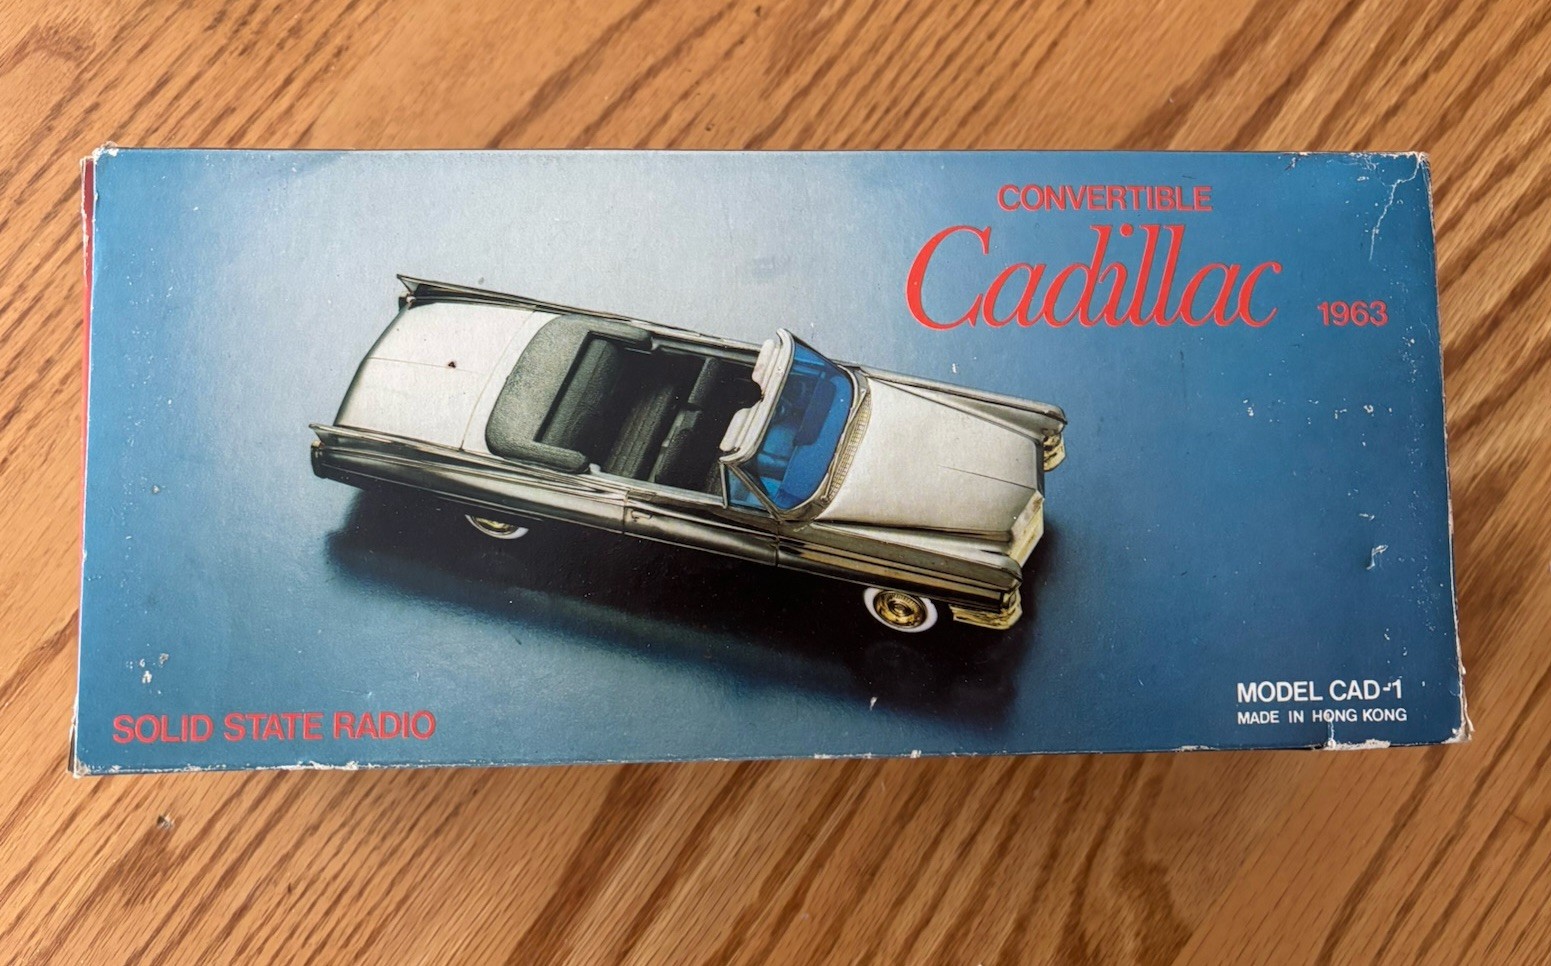 CONVERTIBLE
Cadillac 1963
SOLID STATE RADIO
MODEL CAD-1
MADE IN HONG KONG